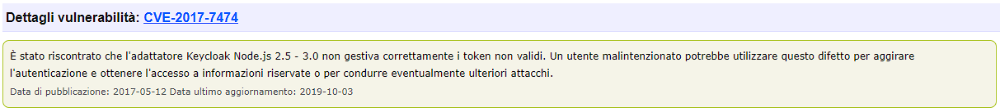 Dettagli vulnerabilità: CVE-2017-7474
È stato riscontrato che l'adattatore Keycloak Node.js 2.5 - 3.0 non gestiva correttamente i token non validi. Un utente malintenzionato potrebbe utilizzare questo difetto per aggirare
l'autenticazione e ottenere l'accesso a informazioni riservate o per condurre eventualmente ulteriori attacchi.
Data di pubblicazione: 2017-05-12 Data ultimo aggiornamento: 2019-10-03